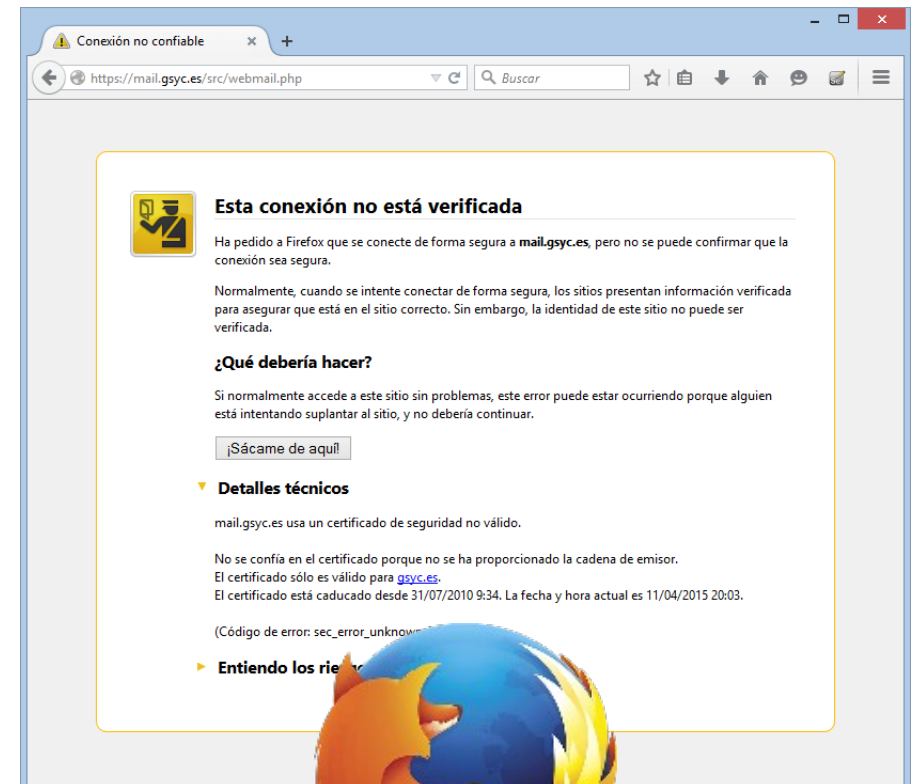 Conexión no confiable
https://mail.gsyc.es/src/webmail.php
Buscar
Esta conexión no está verificada
Ha pedido a Firefox que se conecte de forma segura a mail.gsyc.es, pero no se puede confirmar que la
conexión sea segura.
Normalmente, cuando se intente conectar de forma segura, los sitios presentan información verificada
para asegurar que está en el sitio correcto. Sin embargo, la identidad de este sitio no puede ser
verificada.
¿Qué debería hacer?
Si normalmente accede a este sitio sin problemas, este error puede estar ocurriendo porque alguien
está intentando suplantar al sitio, y no debería continuar.
¡Sácame de aquí!
Detalles técnicos
mail.gsyc.es usa un certificado de seguridad no válido.
No se confía en el certificado porque no se ha proporcionado la cadena de emisor.
El certificado sólo es válido para gsyc.es.
El certificado está caducado desde 31/07/2010 9:34. La fecha y hora actual es 11/04/2015 20:03.
(Código de error: sec_error_unknown
Entiendo los